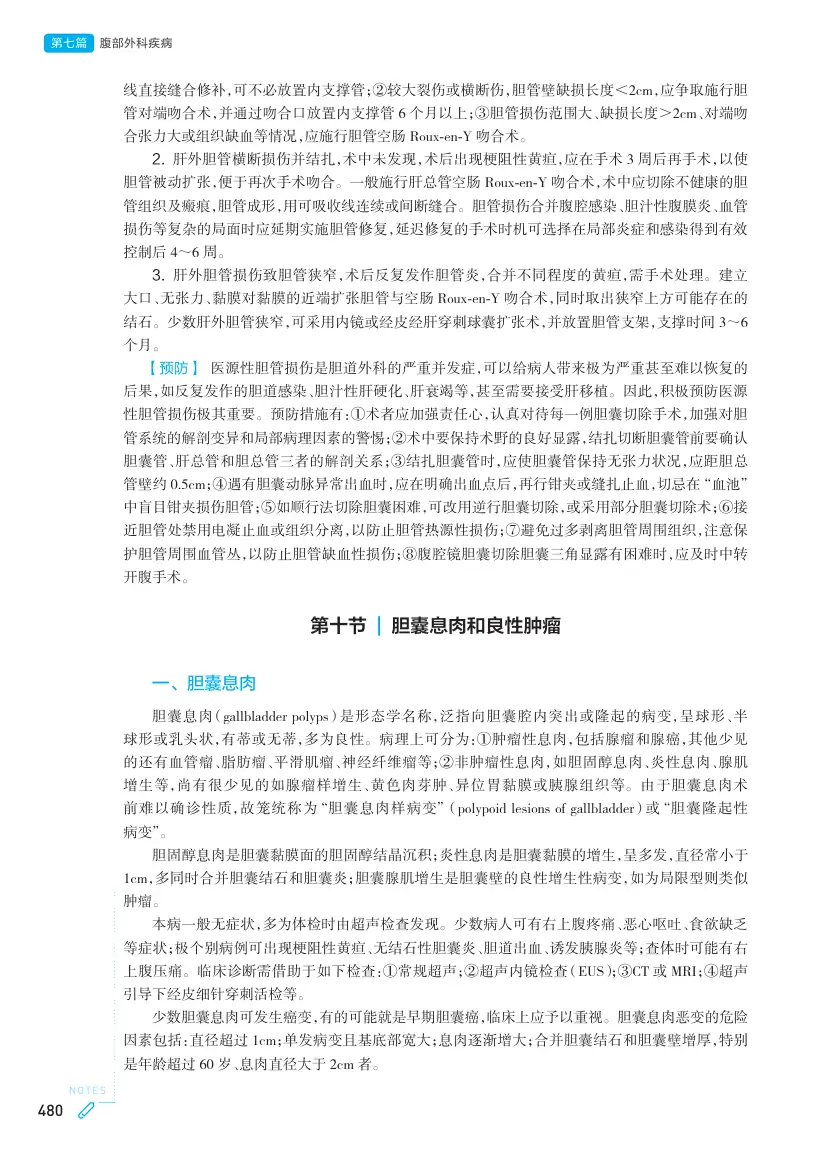 第七篇 腹部外科疾病
线直接缝合修补,可不必放置内支撑管;②较大裂伤或横断伤,胆管壁缺损长度<2cm,应争取施行胆
管对端吻合术,并通过吻合口放置内支撑管 6 个月以上;③胆管损伤范围大、缺损长度>2cm、对端吻
合张力大或组织缺血等情况,应施行胆管空肠 Roux-en-Y 吻合术。
2. 肝外胆管横断损伤并结扎,术中未发现,术后出现梗阻性黄疸,应在手术 3 周后再手术,以使
胆管被动扩张,便于再次手术吻合。一般施行肝总管空肠 Roux-en-Y 吻合术,术中应切除不健康的胆
管组织及瘢痕,胆管成形,用可吸收线连续或间断缝合。胆管损伤合并腹腔感染、胆汁性腹膜炎、血管
损伤等复杂的局面时应延期实施胆管修复,延迟修复的手术时机可选择在局部炎症和感染得到有效
控制后 4~6 周。
3. 肝外胆管损伤致胆管狭窄,术后反复发作胆管炎,合并不同程度的黄疸,需手术处理。建立
大口、无张力、黏膜对黏膜的近端扩张胆管与空肠 Roux-en-Y 吻合术,同时取出狭窄上方可能存在的
结石。少数肝外胆管狭窄,可采用内镜或经皮经肝穿刺球囊扩张术,并放置胆管支架,支撑时间 3~6
个月。
【预防】 医源性胆管损伤是胆道外科的严重并发症,可以给病人带来极为严重甚至难以恢复的
后果,如反复发作的胆道感染、胆汁性肝硬化、肝衰竭等,甚至需要接受肝移植。因此,积极预防医源
性胆管损伤极其重要。预防措施有:①术者应加强责任心,认真对待每一例胆囊切除手术,加强对胆
管系统的解剖变异和局部病理因素的警惕;②术中要保持术野的良好显露,结扎切断胆囊管前要确认
胆囊管、肝总管和胆总管三者的解剖关系;③结扎胆囊管时,应使胆囊管保持无张力状况,应距胆总
管壁约 0.5cm;④遇有胆囊动脉异常出血时,应在明确出血点后,再行钳夹或缝扎止血,切忌在“血池”
中盲目钳夹损伤胆管;⑤如顺行法切除胆囊困难,可改用逆行胆囊切除,或采用部分胆囊切除术;⑥接
近胆管处禁用电凝止血或组织分离,以防止胆管热源性损伤;⑦避免过多剥离胆管周围组织,注意保
护胆管周围血管丛,以防止胆管缺血性损伤;⑧腹腔镜胆囊切除胆囊三角显露有困难时,应及时中转
开腹手术。
第十节 | 胆囊息肉和良性肿瘤
一、胆囊息肉
胆囊息肉(gallbladder polyps)是形态学名称,泛指向胆囊腔内突出或隆起的病变,呈球形、半
球形或乳头状,有蒂或无蒂,多为良性。病理上可分为:①肿瘤性息肉,包括腺瘤和腺癌,其他少见
的还有血管瘤、脂肪瘤、平滑肌瘤、神经纤维瘤等;②非肿瘤性息肉,如胆固醇息肉、炎性息肉、腺肌
增生等,尚有很少见的如腺瘤样增生、黄色肉芽肿、异位胃黏膜或胰腺组织等。由于胆囊息肉术
前难以确诊性质,故笼统称为“胆囊息肉样病变”(polypoid lesions of gallbladder)或“胆囊隆起性
病变”。
胆固醇息肉是胆囊黏膜面的胆固醇结晶沉积;炎性息肉是胆囊黏膜的增生,呈多发,直径常小于
1cm,多同时合并胆囊结石和胆囊炎;胆囊腺肌增生是胆囊壁的良性增生性病变,如为局限型则类似
肿瘤。
本病一般无症状,多为体检时由超声检查发现。少数病人可有右上腹疼痛、恶心呕吐、食欲缺乏
等症状;极个别病例可出现梗阻性黄疸、无结石性胆囊炎、胆道出血、诱发胰腺炎等;查体时可能有右
上腹压痛。临床诊断需借助于如下检查:①常规超声;②超声内镜检查(EUS);③CT 或 MRI;④超声
引导下经皮细针穿刺活检等。
少数胆囊息肉可发生癌变,有的可能就是早期胆囊癌,临床上应予以重视。胆囊息肉恶变的危险
因素包括:直径超过 1cm;单发病变且基底部宽大;息肉逐渐增大;合并胆囊结石和胆囊壁增厚,特别
是年龄超过 60 岁、息肉直径大于 2cm 者。
NOTES
480